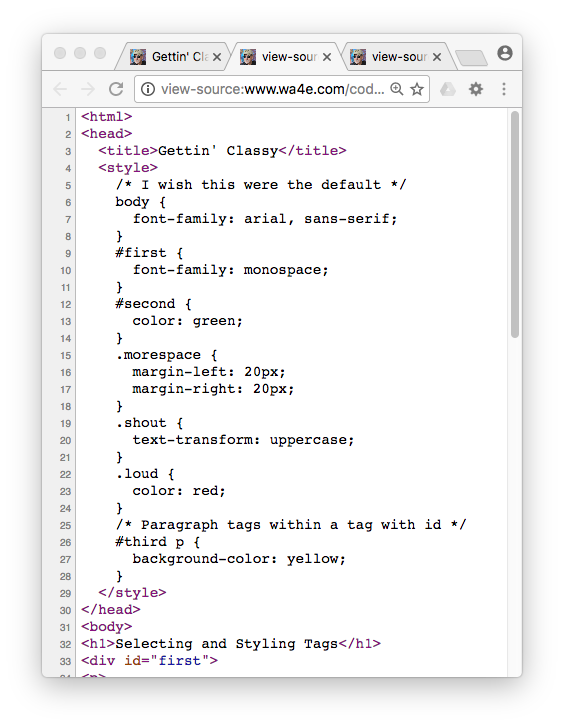 Gettin' Cl
view-sour
view-sour
view-source:www.wa4e.com/cod...
1 <html>
2 <head>
3 <title>Gettin' Classy</title>
4 <style>
5 /* I wish this were the default */
6 body {
7 font-family: arial, sans-serif;
8 }
9 #first {
10 font-family: monospace;
11 }
12 #second {
13 color: green;
14 }
15 .morespace {
16 margin-left: 20px;
17 margin-right: 20px;
18 }
19 .shout {
20 text-transform: uppercase;
21 }
22 .loud {
23 color: red;
24 }
25 /* Paragraph tags within a tag with id */
26 #third p {
27 background-color: yellow;
28 }
29 </style>
30 </head>
31 <body>
32 <h1>Selecting and Styling Tags</h1>
33 <div id="first">